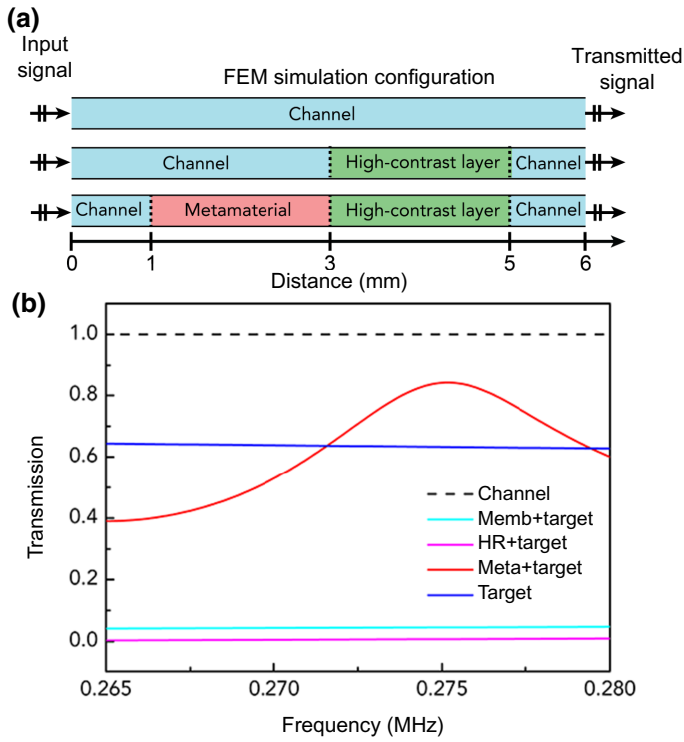 (a)
Input
signal
FEM simulation configuration
Transmitted
signal
Channel
Channel High-contrast layer Channel
Channel Metamaterial High-contrast layer Channel
0 1 3 5 6
Distance (mm)
(b)
1.0
0.8
0.6
0.4
0.2
0.0
Transmission
Channel
Memb+target
HR+target
Meta+target
Target
0.265 0.270 0.275 0.280
Frequency (MHz)